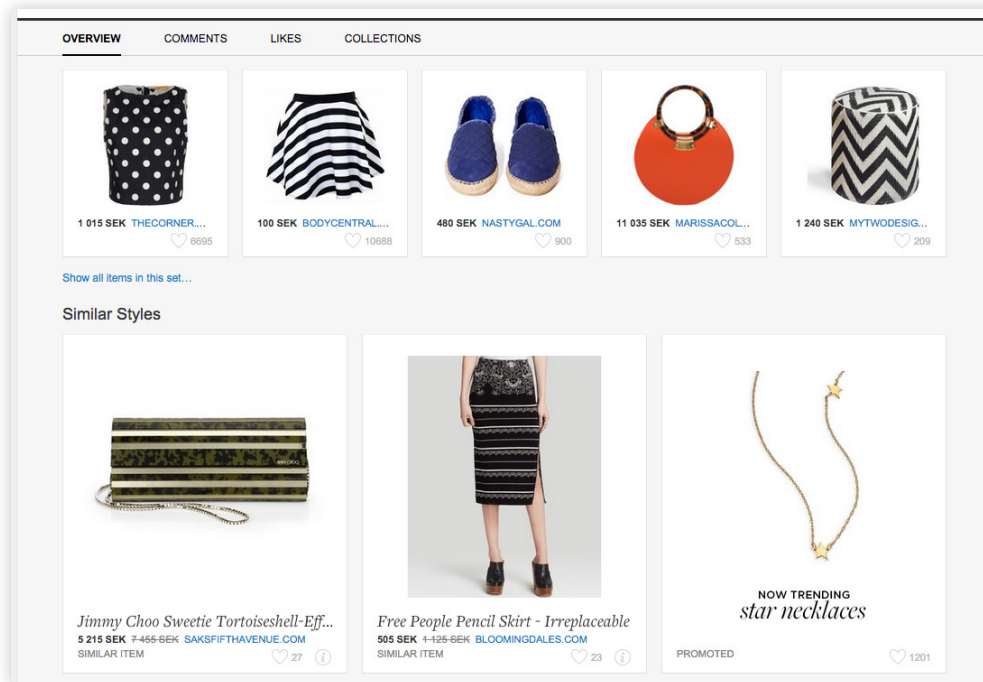 OVERVIEW COMMENTS LIKES COLLECTIONS
1 015 SEK THECORNER....
6695
100 SEK BODYCENTRAL....
10688
480 SEK NASTYGAL.COM
900
11 035 SEK MARISSACOL...
533
1 240 SEK MYTWODESIG...
209
Show all items in this set...
Similar Styles
JIMMY CHOO
Jimmy Choo Sweetie Tortoiseshell-Eff...
5 215 SEK 7 455 SEK SAKSFIFTHAVENUE.COM
SIMILAR ITEM
27
i
Free People Pencil Skirt - Irreplaceable
505 SEK 1 125 SEK BLOOMINGDALES.COM
SIMILAR ITEM
23
i
NOW TRENDING
star necklaces
PROMOTED
1201